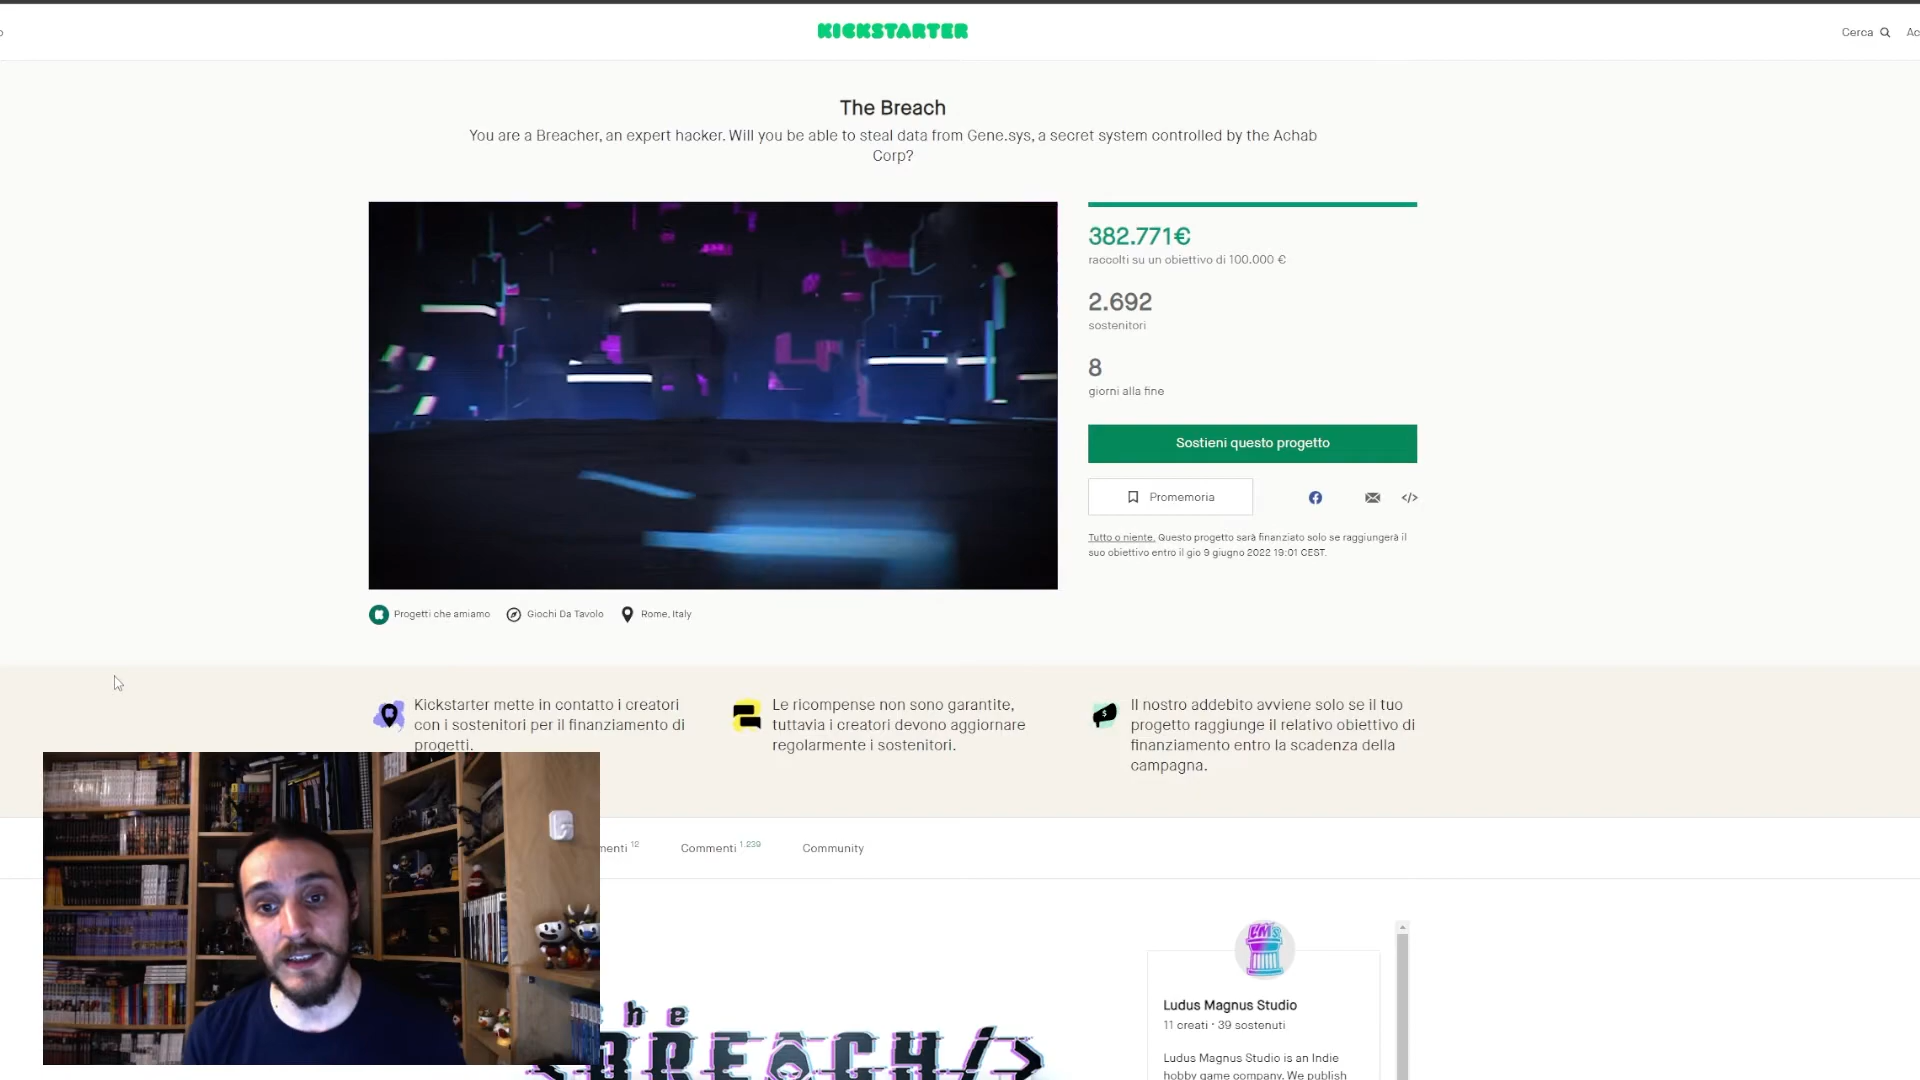 KICKSTARTER
Cerca
Ac
The Breach
You are a Breacher, an expert hacker. Will you be able to steal data from Gene.sys, a secret system controlled by the Achab
Corp?
382.771€
raccolti su un obiettivo di 100.000 €
2.692
sostenitori
8
giorni alla fine
Sostieni questo progetto
Promemoria
Tutto o niente. Questo progetto sarà finanziato solo se raggiungerà il
suo obiettivo entro il gio 9 giugno 2022 19:01 CEST.
Progetti che amiamo
Giochi Da Tavolo
Rome, Italy
Kickstarter mette in contatto i creatori
con i sostenitori per il finanziamento di
progetti.
Le ricompense non sono garantite,
tuttavia i creatori devono aggiornare
regolarmente i sostenitori.
Il nostro addebito avviene solo se il tuo
progetto raggiunge il relativo obiettivo di
finanziamento entro la scadenza della
campagna.
menti 12
Commenti 1.239
Community
he
BREACH/>
LMS
Ludus Magnus Studio
11 creati · 39 sostenuti
Ludus Magnus Studio is an Indie
hobby game company. We publish